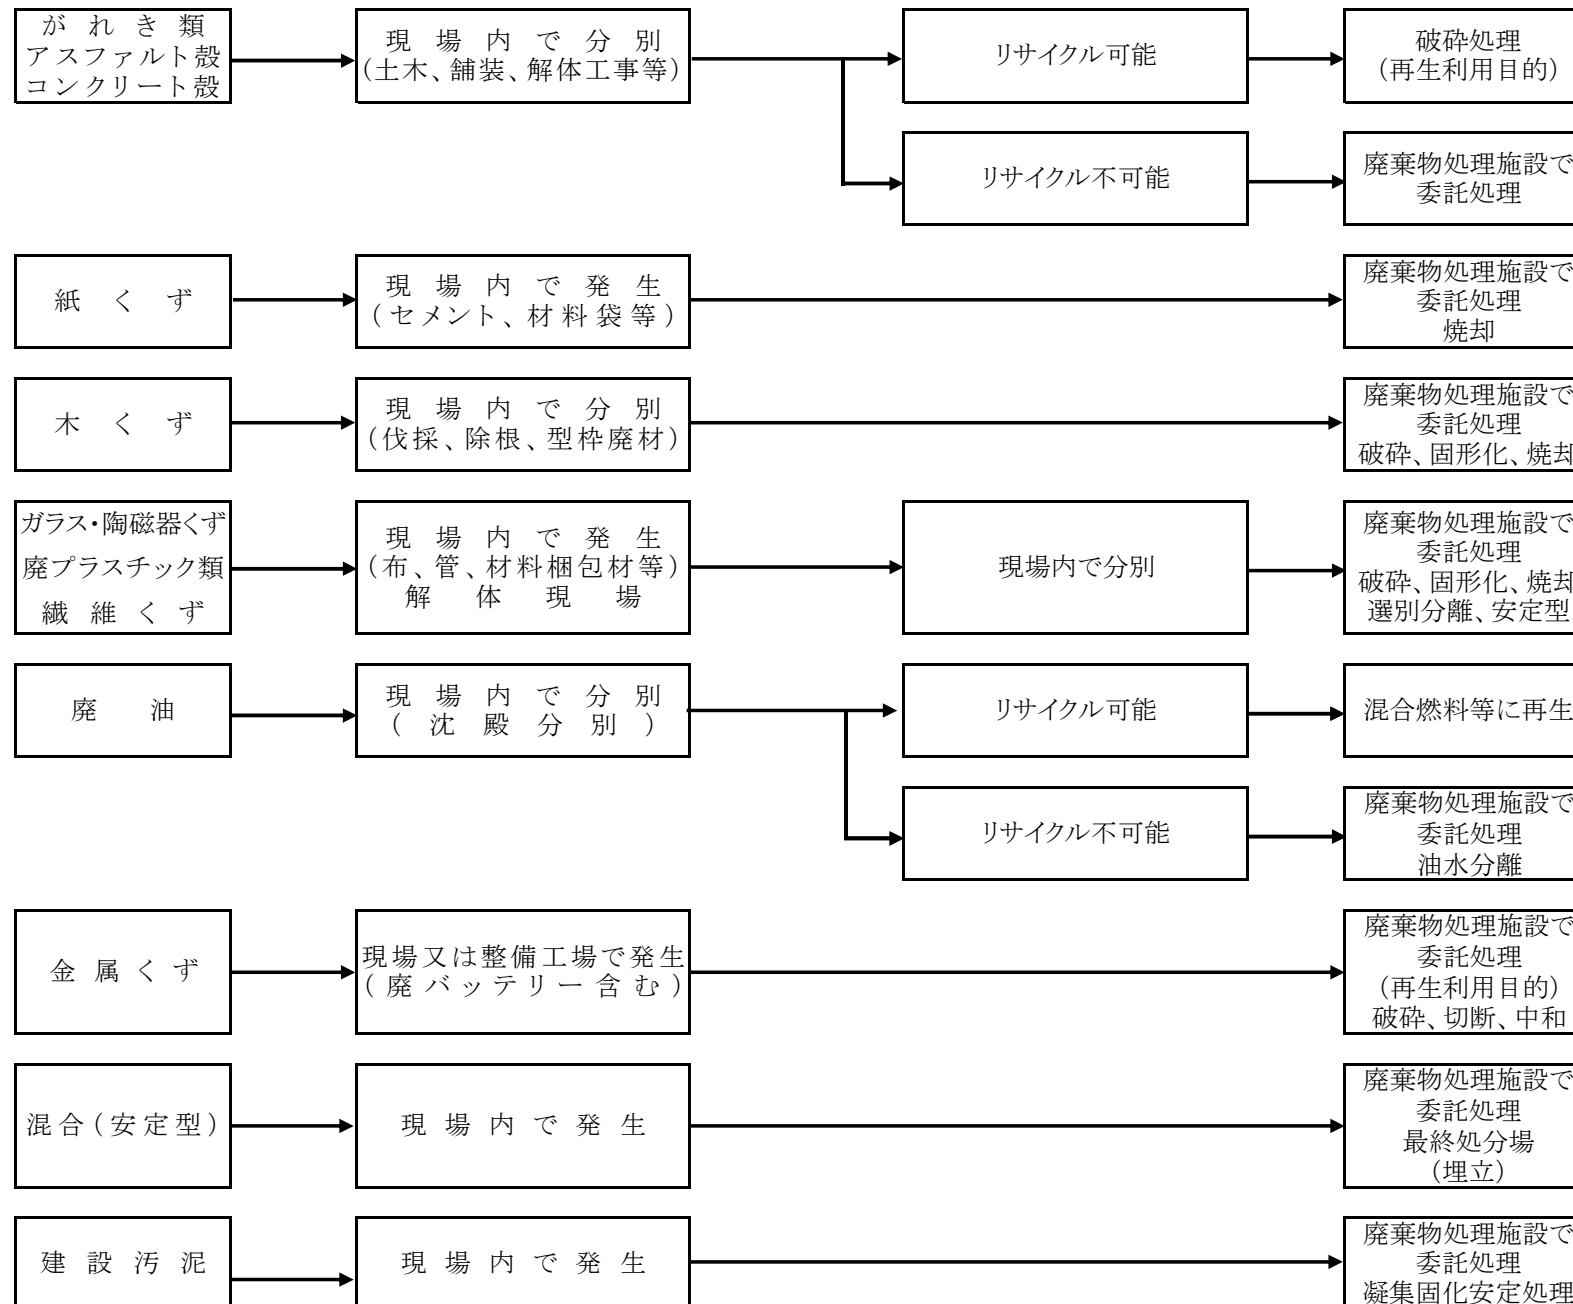 がれき類
アスファルト殻
コンクリート殻
現場内で分別
(土木、舗装、解体工事等)
リサイクル可能
破砕処理
(再生利用目的)
リサイクル不可能
廃棄物処理施設で
委託処理
紙くず
現場内で発生
(セメント、材料袋等)
廃棄物処理施設で
委託処理
焼却
木くず
現場内で分別
(伐採、除根、型枠廃材)
廃棄物処理施設で
委託処理
破砕、固形化、焼却
ガラス・陶磁器くず
廃プラスチック類
繊維くず
現場内で発生
(布、管、材料梱包材等)
解体現場
現場内で分別
廃棄物処理施設で
委託処理
破砕、固形化、焼却
選別分離、安定型
廃油
現場内で分別
(沈殿分別)
リサイクル可能
混合燃料等に再生
リサイクル不可能
廃棄物処理施設で
委託処理
油水分離
金属くず
現場又は整備工場で発生
(廃バッテリー含む)
廃棄物処理施設で
委託処理
(再生利用目的)
破砕、切断、中和
混合(安定型)
現場内で発生
廃棄物処理施設で
委託処理
最終処分場
(埋立)
建設汚泥
現場内で発生
廃棄物処理施設で
委託処理
凝集固化安定処理